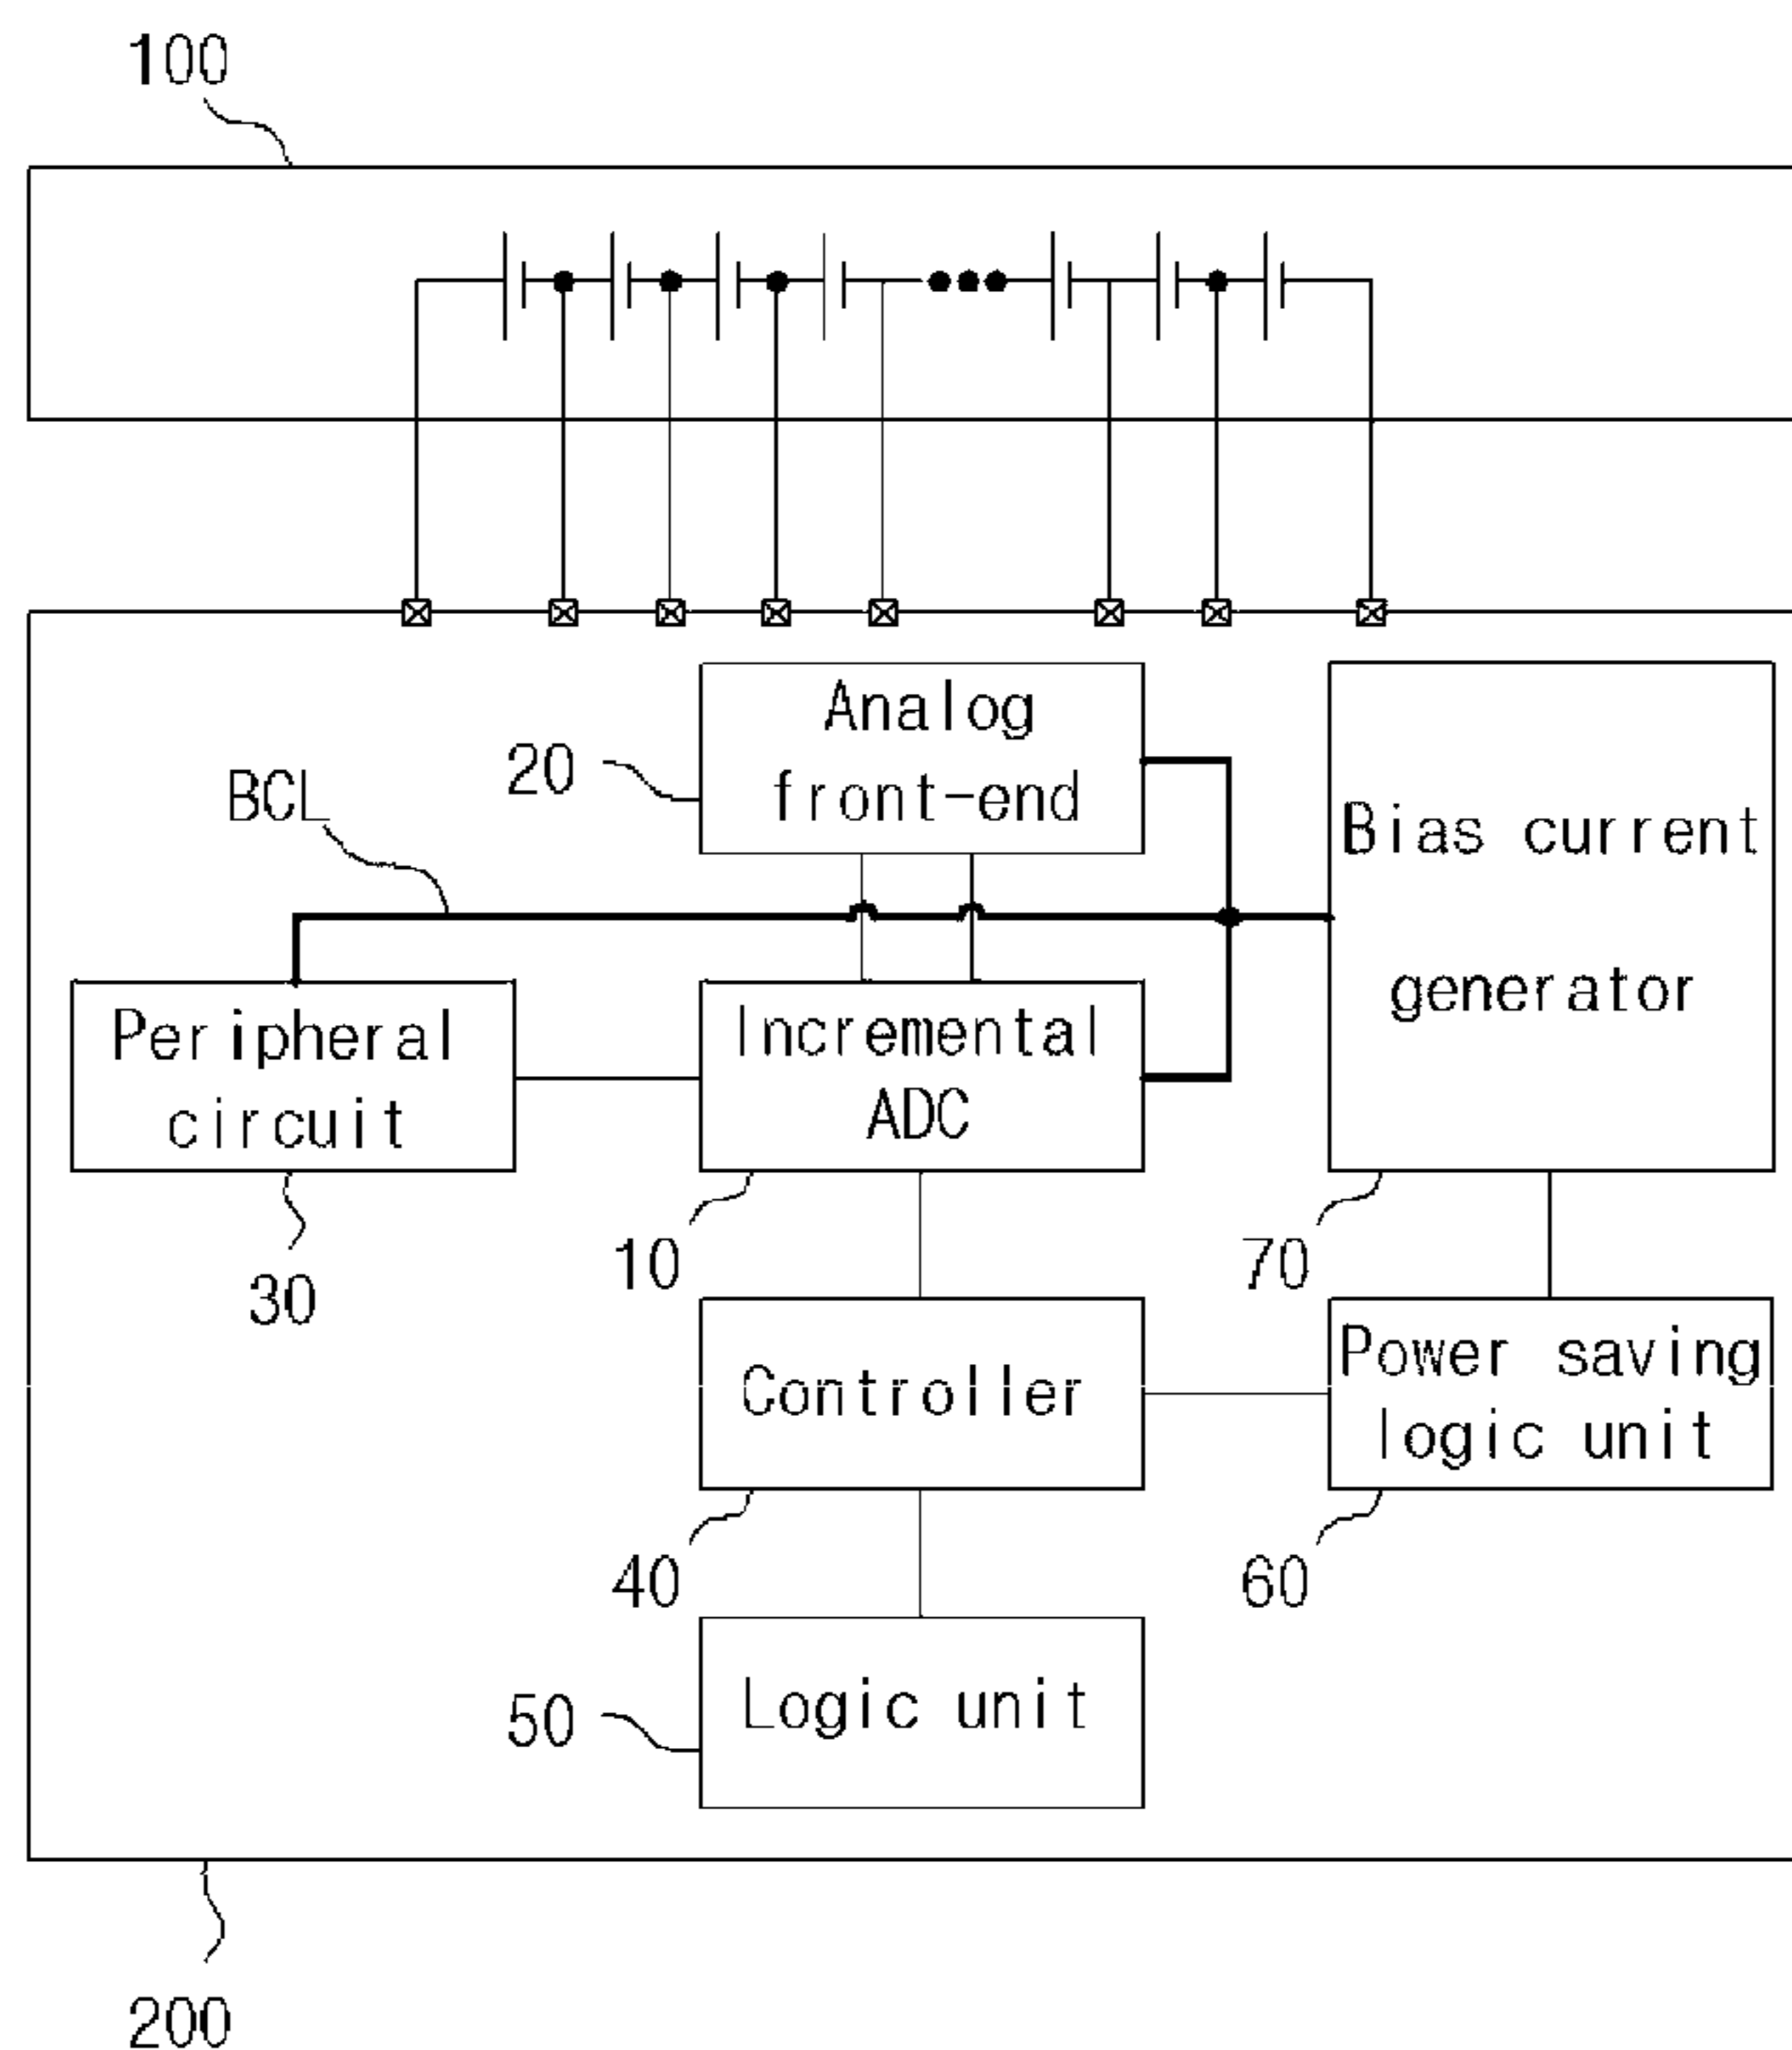 100
Analog
front-end
20
BCL
Bias current
generator
Peripheral
circuit
Incremental
ADC
30
10
70
Controller
Power saving
logic unit
40
60
Logic unit
50
200